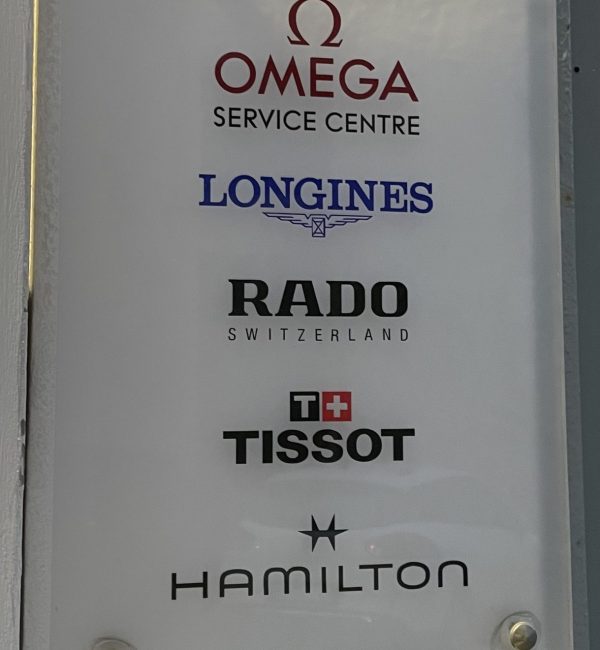 Ω
OMEGA
SERVICE CENTRE
LONGINES
RADO
SWITZERLAND
T+
TISSOT
H
HAMILTON